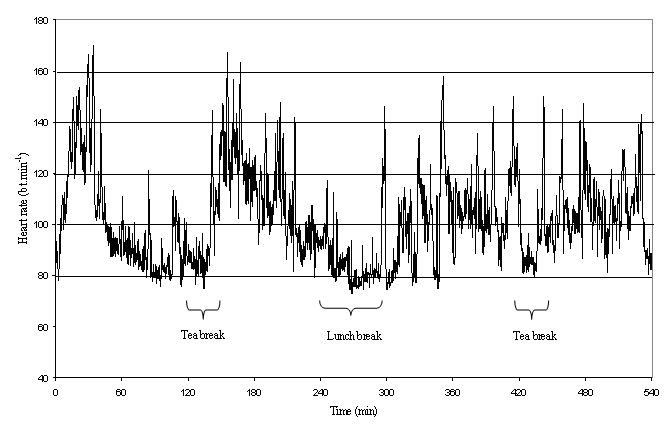 180
160
140
120
100
80
60
40
Heart rate (bt.min⁻¹)
Tea break
Lunch break
Tea break
0 60 120 180 240 300 360 420 480 540
Time (min)